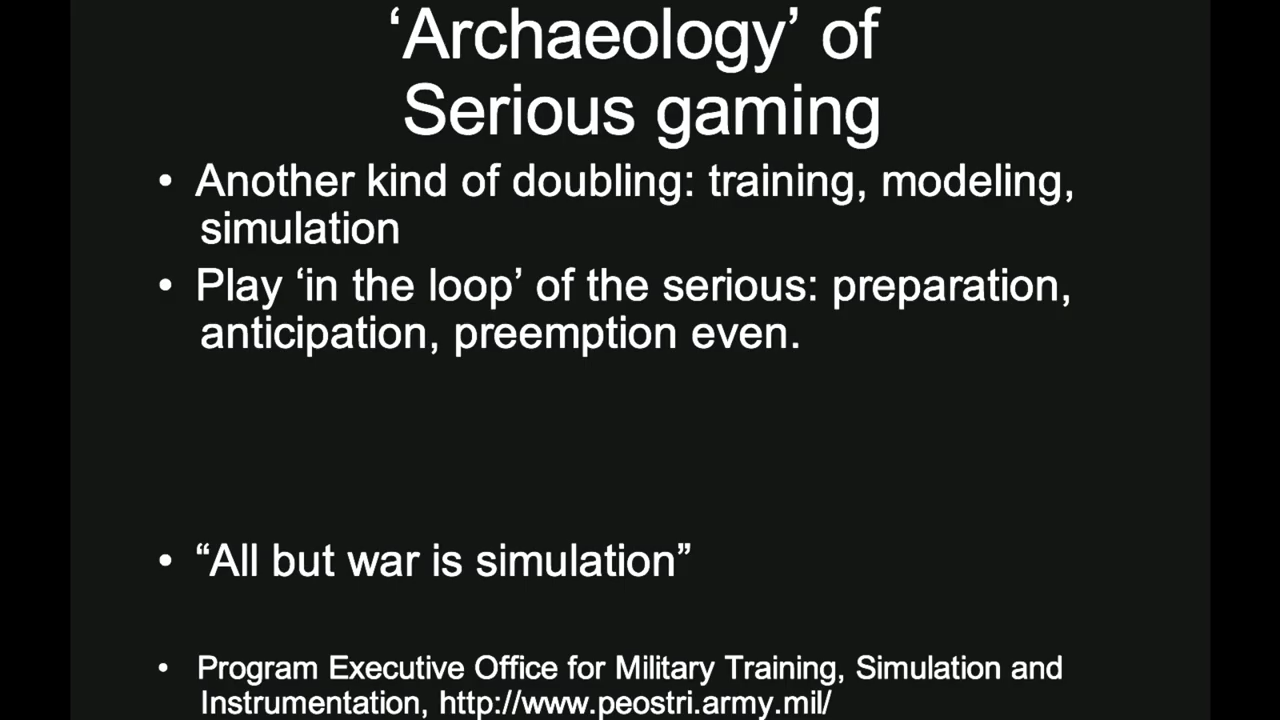 ‘Archaeology’ of
Serious gaming
• Another kind of doubling: training, modeling,
simulation
• Play ‘in the loop’ of the serious: preparation,
anticipation, preemption even.
• “All but war is simulation”
• Program Executive Office for Military Training, Simulation and
Instrumentation, http://www.peostri.army.mil/